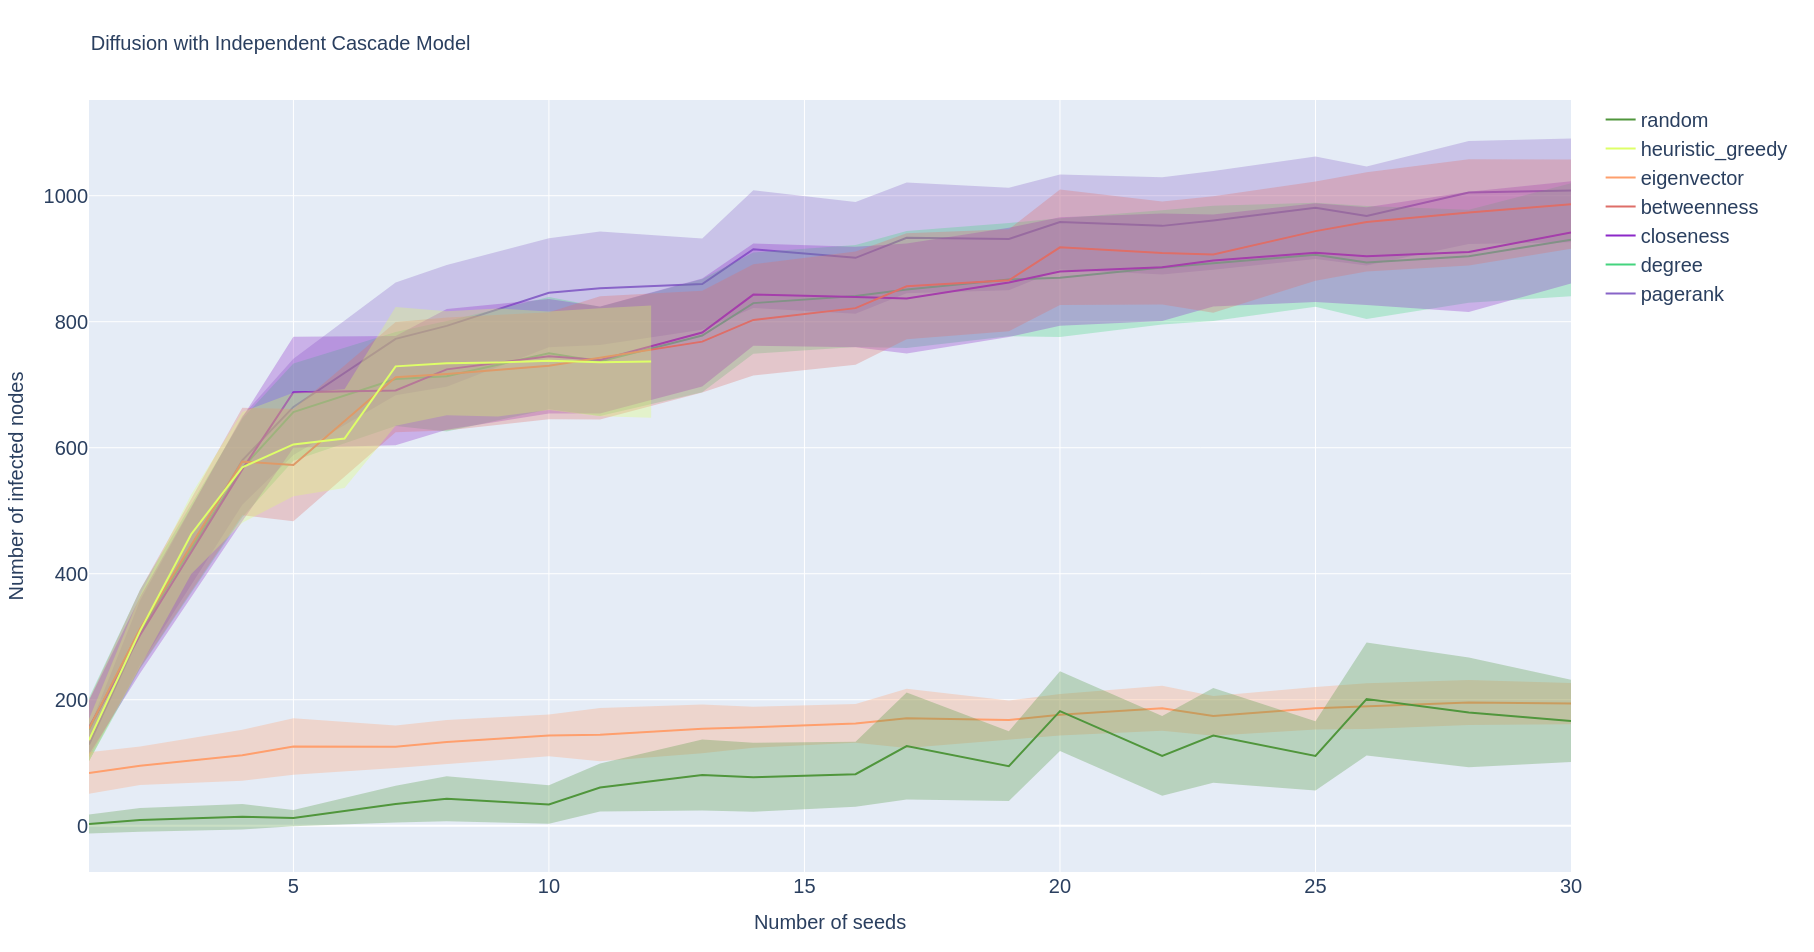 Diffusion with Independent Cascade Model
Number of infected nodes
1000
800
600
400
200
0
5
10
15
20
25
30
Number of seeds
random
heuristic_greedy
eigenvector
betweenness
closeness
degree
pagerank